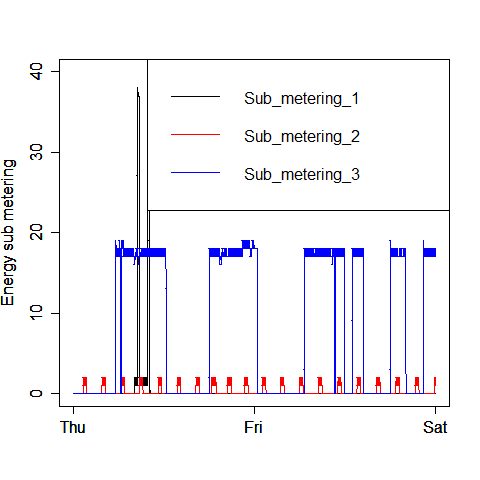 40
30
20
10
0
Energy sub metering
Sub_metering_1
Sub_metering_2
Sub_metering_3
Thu Fri Sat